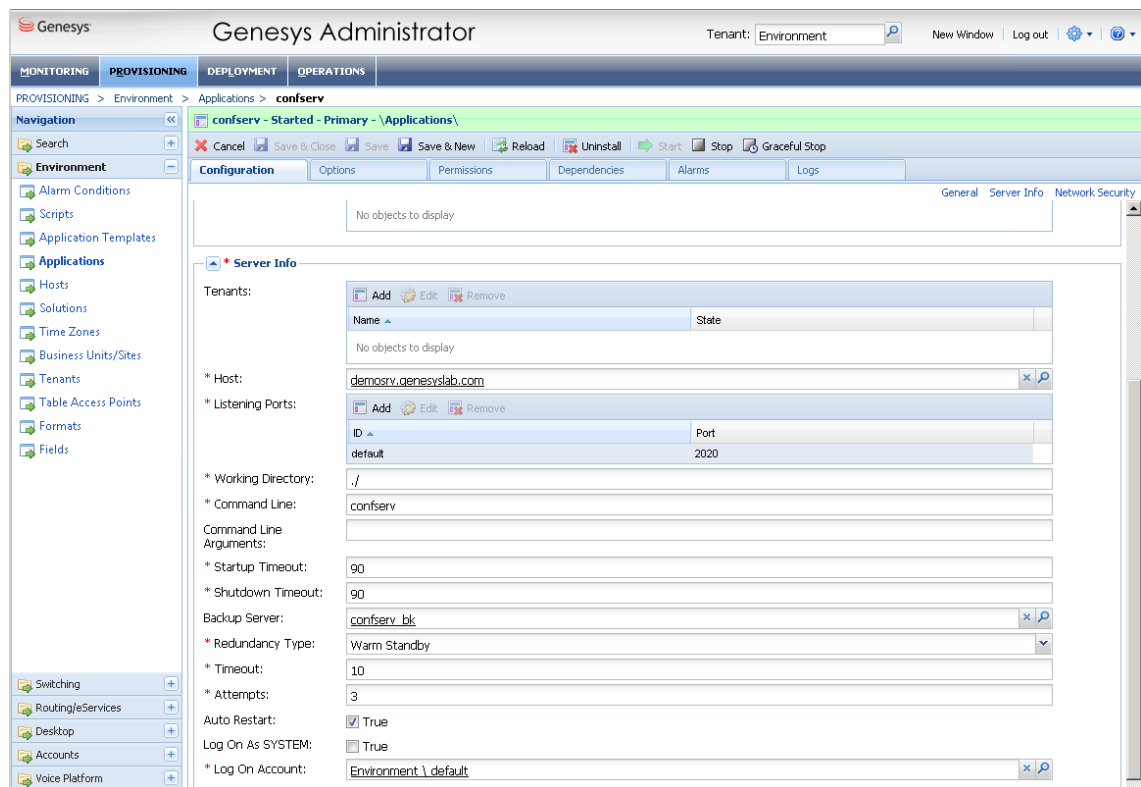 Genesys
Genesys Administrator
Tenant: Environment
New Window Log out
MONITORING PROVISIONING DEPLOYMENT OPERATIONS
PROVISIONING > Environment > Applications > confserv
Navigation
confserv - Started - Primary - \Applications\
Search
Cancel Save & Close Save Save & New Reload Uninstall Start Stop Graceful Stop
Environment
Configuration Options Permissions Dependencies Alarms Logs
Alarm Conditions
General Server Info Network Security
Scripts
No objects to display
Application Templates
Applications
* Server Info
Hosts
Tenants:
Add Edit Remove
Solutions
Name State
Time Zones
No objects to display
Business Units/Sites
Tenants
* Host: demosrv.genesyslab.com
Table Access Points
* Listening Ports:
Add Edit Remove
Formats
ID Port
Fields
default 2020
* Working Directory: ./
* Command Line: confserv
Command Line
Arguments:
* Startup Timeout: 90
* Shutdown Timeout: 90
Backup Server: confserv_bk
* Redundancy Type: Warm Standby
* Timeout: 10
Switching
* Attempts: 3
Routing/eServices
Auto Restart: True
Desktop
Log On As SYSTEM: True
Accounts
* Log On Account: Environment \ default
Voice Platform